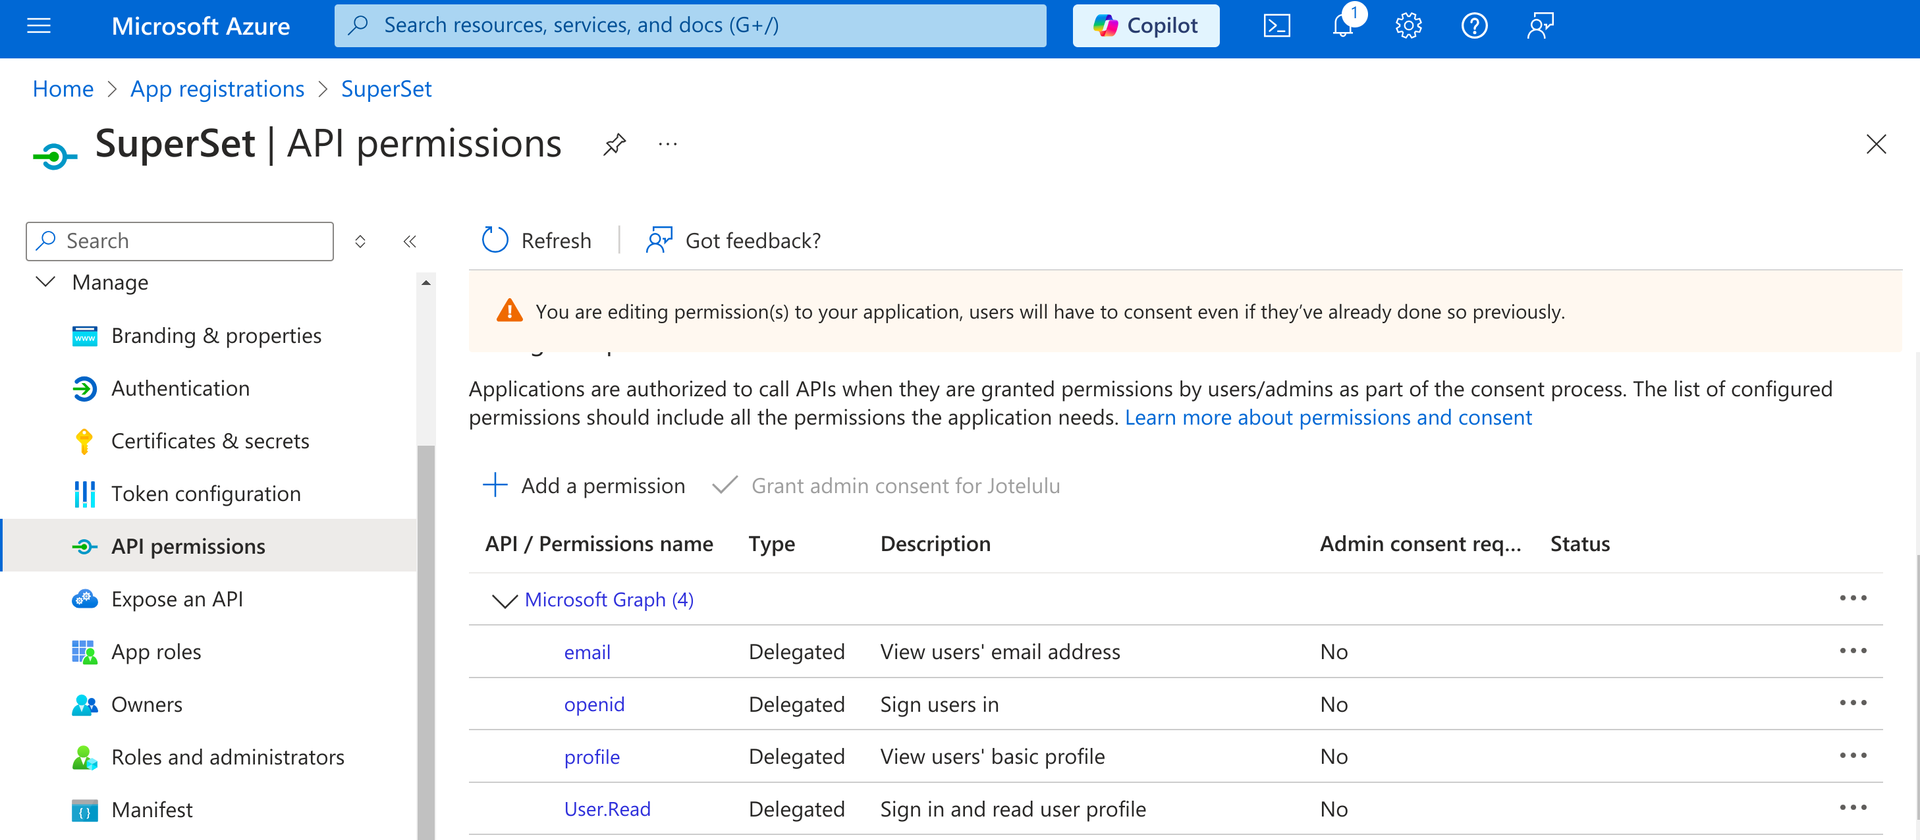 Microsoft Azure
Search resources, services, and docs (G+/)
Copilot
1
Home > App registrations > SuperSet
SuperSet | API permissions
Search
Refresh
Got feedback?
Manage
Branding & properties
Authentication
Certificates & secrets
Token configuration
API permissions
Expose an API
App roles
Owners
Roles and administrators
Manifest
You are editing permission(s) to your application, users will have to consent even if they’ve already done so previously.
Applications are authorized to call APIs when they are granted permissions by users/admins as part of the consent process. The list of configured
permissions should include all the permissions the application needs. Learn more about permissions and consent
Add a permission
Grant admin consent for Jotelulu
API / Permissions name Type Description Admin consent req... Status
Microsoft Graph (4)
email Delegated View users' email address No
openid Delegated Sign users in No
profile Delegated View users' basic profile No
User.Read Delegated Sign in and read user profile No